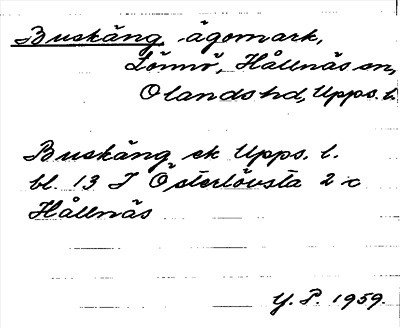 Buskäng, ägomark,
Lönnö, Hållnäs sn,
Olands hd, Upps. l.
Buskäng ek Upps. l.
bl. 13 I Österlövsta 2 c
Hållnäs
Y. P. 1959.